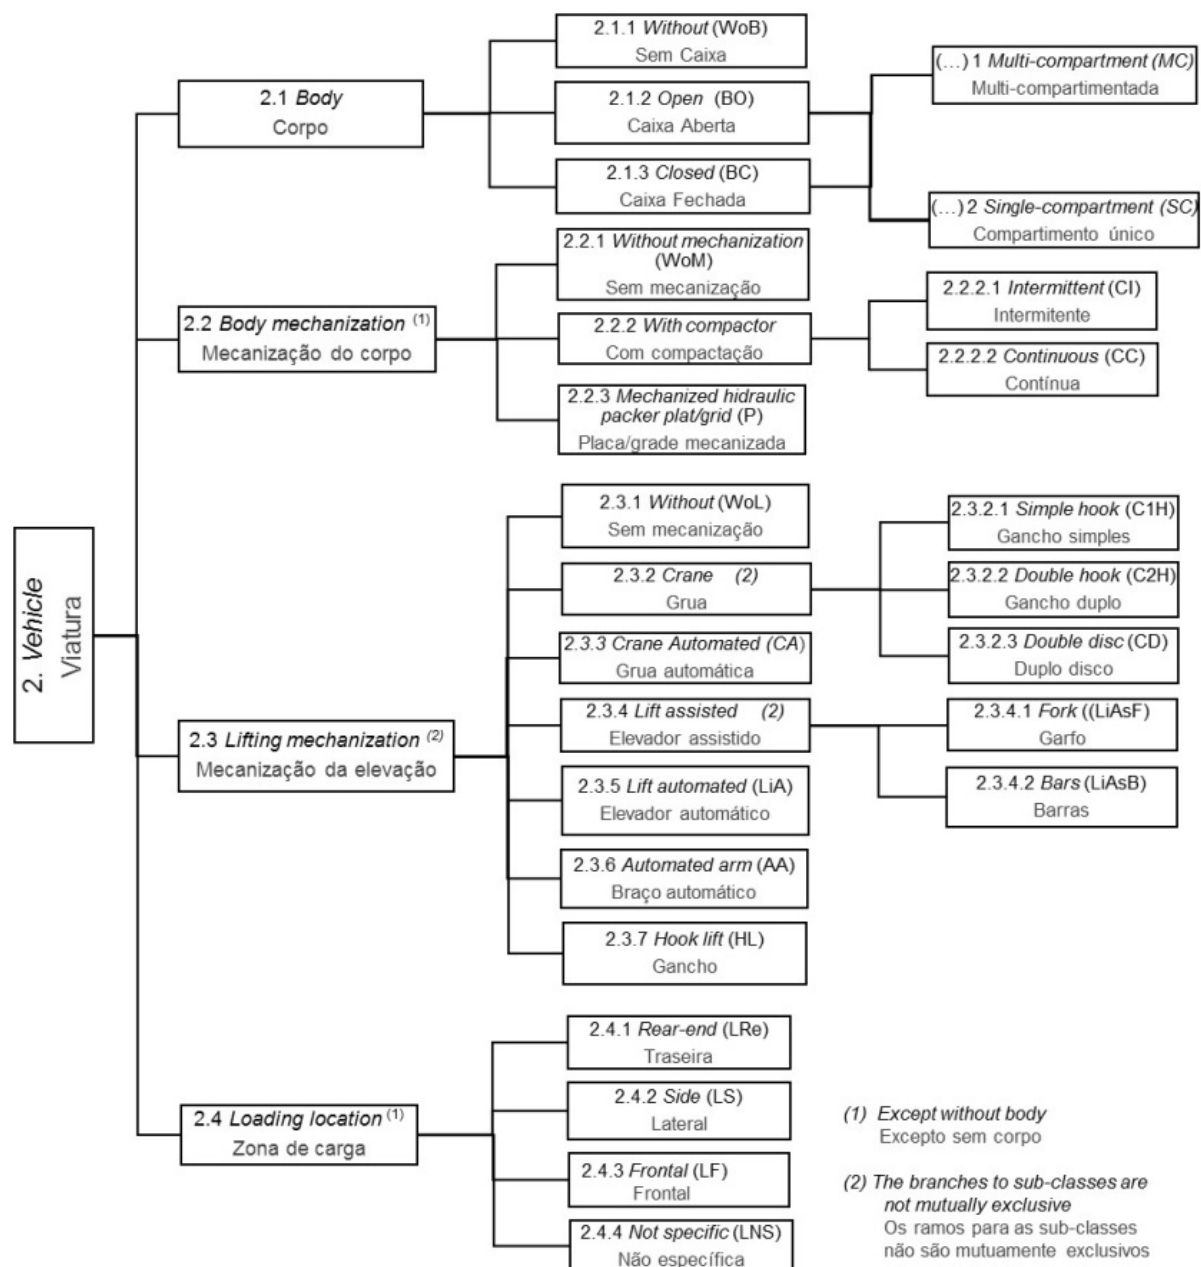 2. Vehicle
Viatura
2.1 Body
Corpo
2.1.1 Without (WoB)
Sem Caixa
2.1.2 Open (BO)
Caixa Aberta
2.1.3 Closed (BC)
Caixa Fechada
(...) 1 Multi-compartment (MC)
Multi-compartimentada
(...) 2 Single-compartment (SC)
Compartimento único
2.2 Body mechanization (1)
Mecanização do corpo
2.2.1 Without mechanization
(WoM)
Sem mecanização
2.2.2 With compactor
Com compactação
2.2.2.1 Intermittent (CI)
Intermitente
2.2.2.2 Continuous (CC)
Contínua
2.2.3 Mechanized hidraulic
packer plat/grid (P)
Placa/grade mecanizada
2.3 Lifting mechanization (2)
Mecanização da elevação
2.3.1 Without (WoL)
Sem mecanização
2.3.2 Crane (2)
Grua
2.3.2.1 Simple hook (C1H)
Gancho simples
2.3.2.2 Double hook (C2H)
Gancho duplo
2.3.2.3 Double disc (CD)
Duplo disco
2.3.3 Crane Automated (CA)
Grua automática
2.3.4 Lift assisted (2)
Elevador assistido
2.3.4.1 Fork ((LiAsF)
Garfo
2.3.4.2 Bars (LiAsB)
Barras
2.3.5 Lift automated (LiA)
Elevador automático
2.3.6 Automated arm (AA)
Braço automático
2.3.7 Hook lift (HL)
Gancho
2.4 Loading location (1)
Zona de carga
2.4.1 Rear-end (LRe)
Traseira
2.4.2 Side (LS)
Lateral
2.4.3 Frontal (LF)
Frontal
2.4.4 Not specific (LNS)
Não específica
(1) Except without body
Excepto sem corpo
(2) The branches to sub-classes are
not mutually exclusive
Os ramos para as sub-classes
não são mutuamente exclusivos